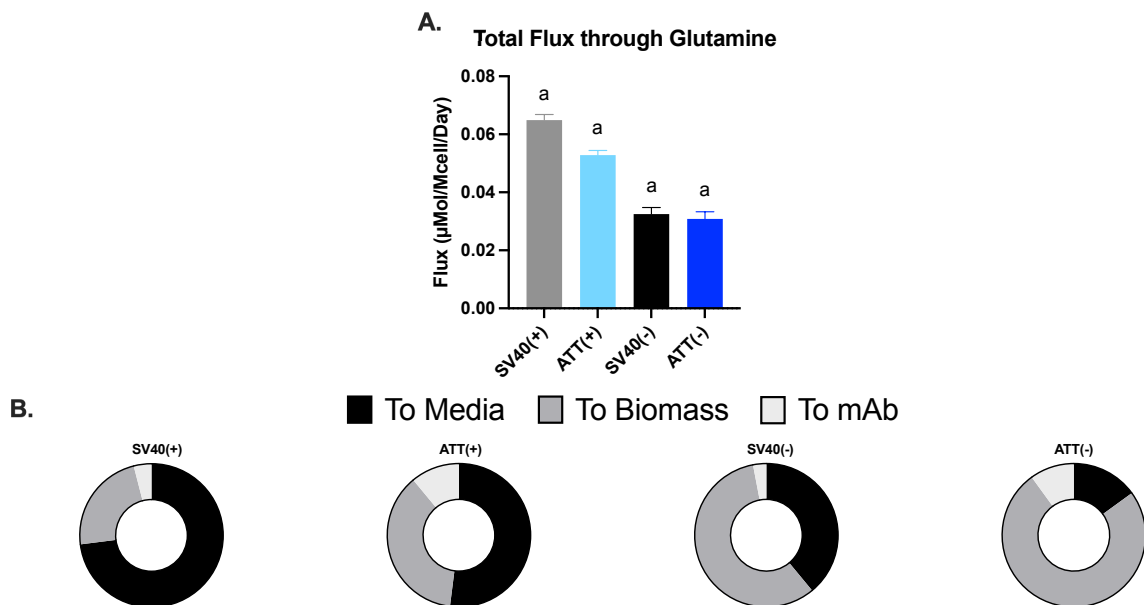 A.
Total Flux through Glutamine
Flux (μMol/Mcell/Day)
0.08
0.06
0.04
0.02
0.00
a
a
a
a
SV40(+)
ATT(+)
SV40(-)
ATT(-)
B.
To Media To Biomass To mAb
SV40(+) ATT(+) SV40(-) ATT(-)